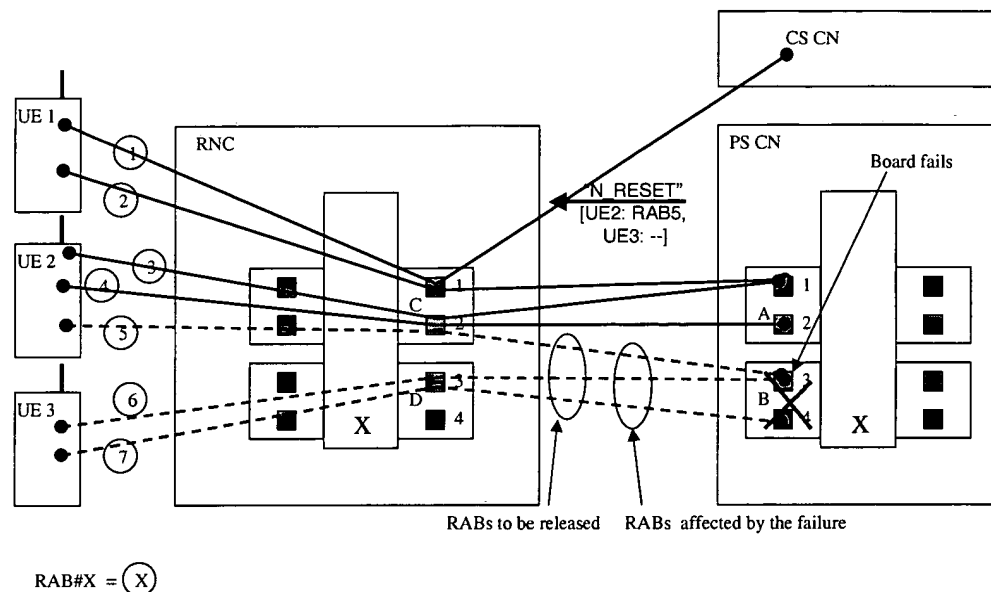 CS CN
UE 1
1
RNC
PS CN
Board fails
2
"N_RESET"
[UE2: RAB5,
UE3: --]
UE 2
3
4
C
1
2
A
1
2
5
UE 3
6
7
D
3
4
X
B
3
4
X
RABs to be released
RABs affected by the failure
RAB#X = X